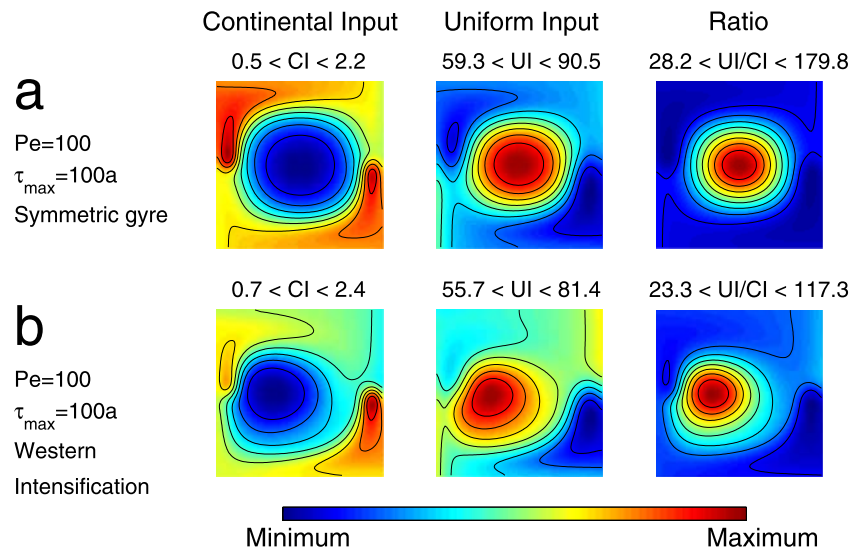 Continental Input Uniform Input Ratio
0.5 < CI < 2.2 59.3 < UI < 90.5 28.2 < UI/CI < 179.8
a
Pe=100
τmax=100a
Symmetric gyre
0.7 < CI < 2.4 55.7 < UI < 81.4 23.3 < UI/CI < 117.3
b
Pe=100
τmax=100a
Western
Intensification
Minimum Maximum